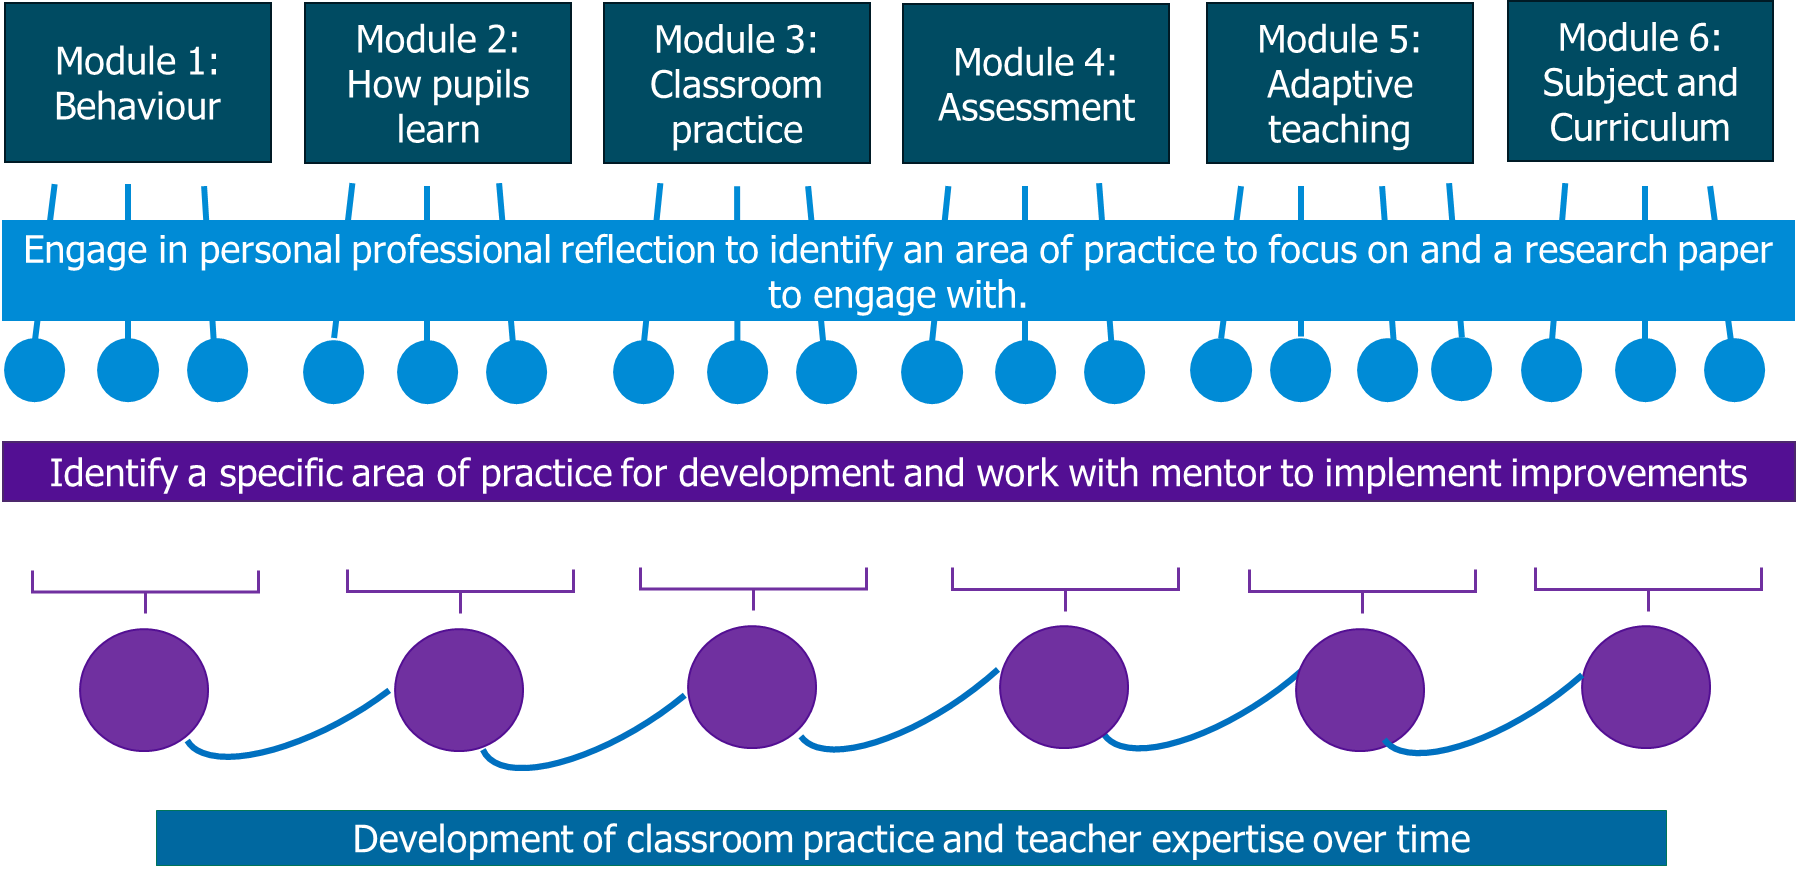 Module 1:
Behaviour
Module 2:
How pupils
learn
Module 3:
Classroom
practice
Module 4:
Assessment
Module 5:
Adaptive
teaching
Module 6:
Subject and
Curriculum
Engage in personal professional reflection to identify an area of practice to focus on and a research paper
to engage with.
Identify a specific area of practice for development and work with mentor to implement improvements
Development of classroom practice and teacher expertise over time